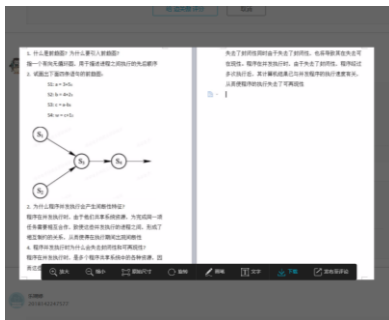 1. 什么是前趋图？为什么要引入前趋图？
指一个有向无循环图，用于描述进程之间执行的先后顺序
2. 试画出下面四条语句的前趋图:
S1: a = 3+5;
S2: b = 4+2;
S3: c = a-b;
S4: w = c+2;
S₁
S₃
S₄
S₂
2. 为什么程序并发执行会产生间断性特征？
程序在并发执行时，由于他们共享系统资源，为完成同一项
任务需要相互合作，致使这些并发执行的进程之间，形成了
相互制约的关系，从而使得在执行期间出现间断性
4. 程序并发执行时为什么会失去封闭性和可再现性？
程序并发执行时，是多个程序共享系统中的各种资源，因
失去了封闭性同时由于失去了封闭性，也将导致其在失去可
再现性。程序在并发执行时，由于失去了封闭性，程序经过
多次执行后，其计算机结果已与并发程序的执行速度有关，
从而使程序的执行失去了可再现性
放大
缩小
原始尺寸
旋转
文字
下载